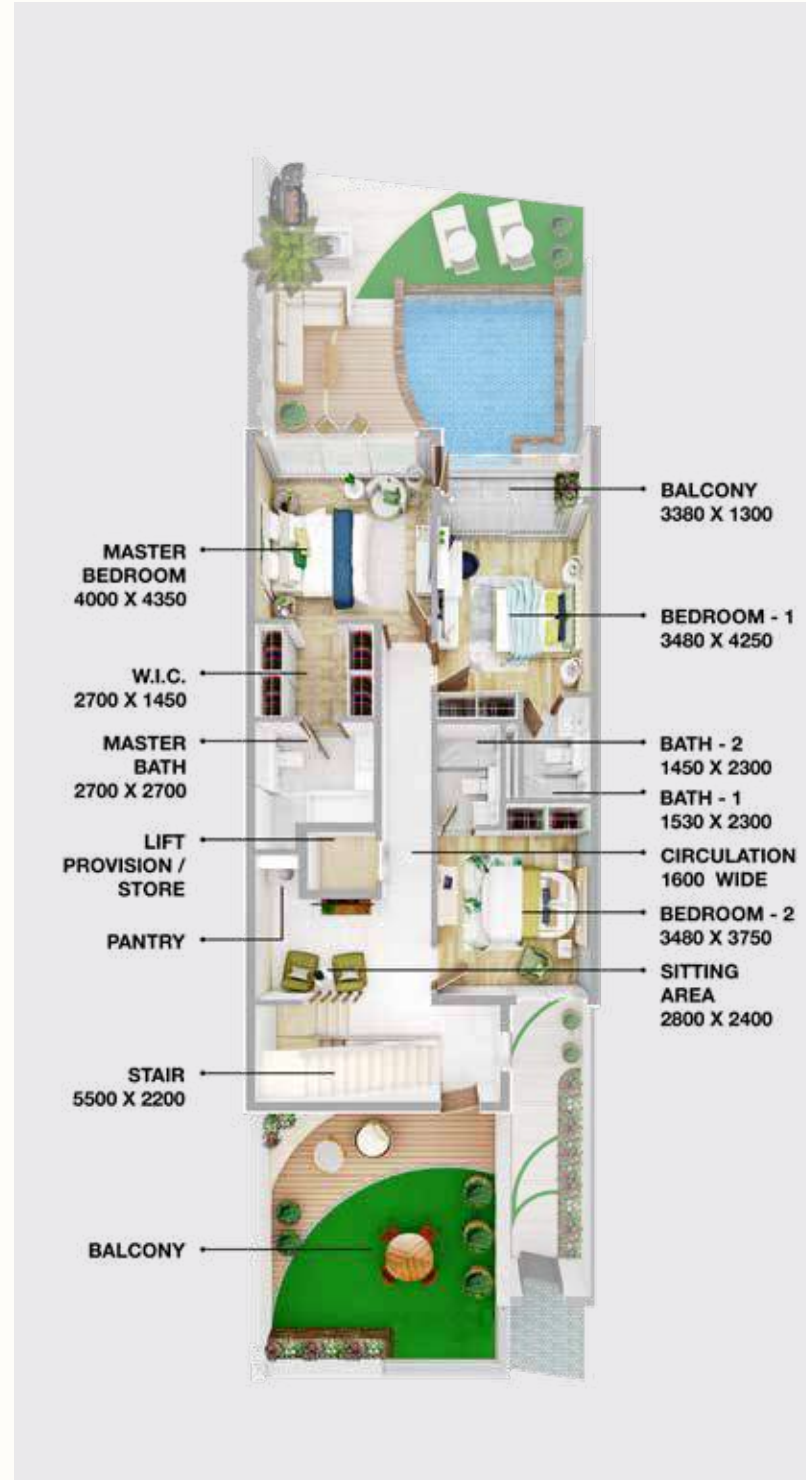 MASTER
BEDROOM
4000 X 4350
W.I.C.
2700 X 1450
MASTER
BATH
2700 X 2700
LIFT
PROVISION /
STORE
PANTRY
STAIR
5500 X 2200
BALCONY
BALCONY
3380 X 1300
BEDROOM - 1
3480 X 4250
BATH - 2
1450 X 2300
BATH - 1
1530 X 2300
CIRCULATION
1600 WIDE
BEDROOM - 2
3480 X 3750
SITTING
AREA
2800 X 2400